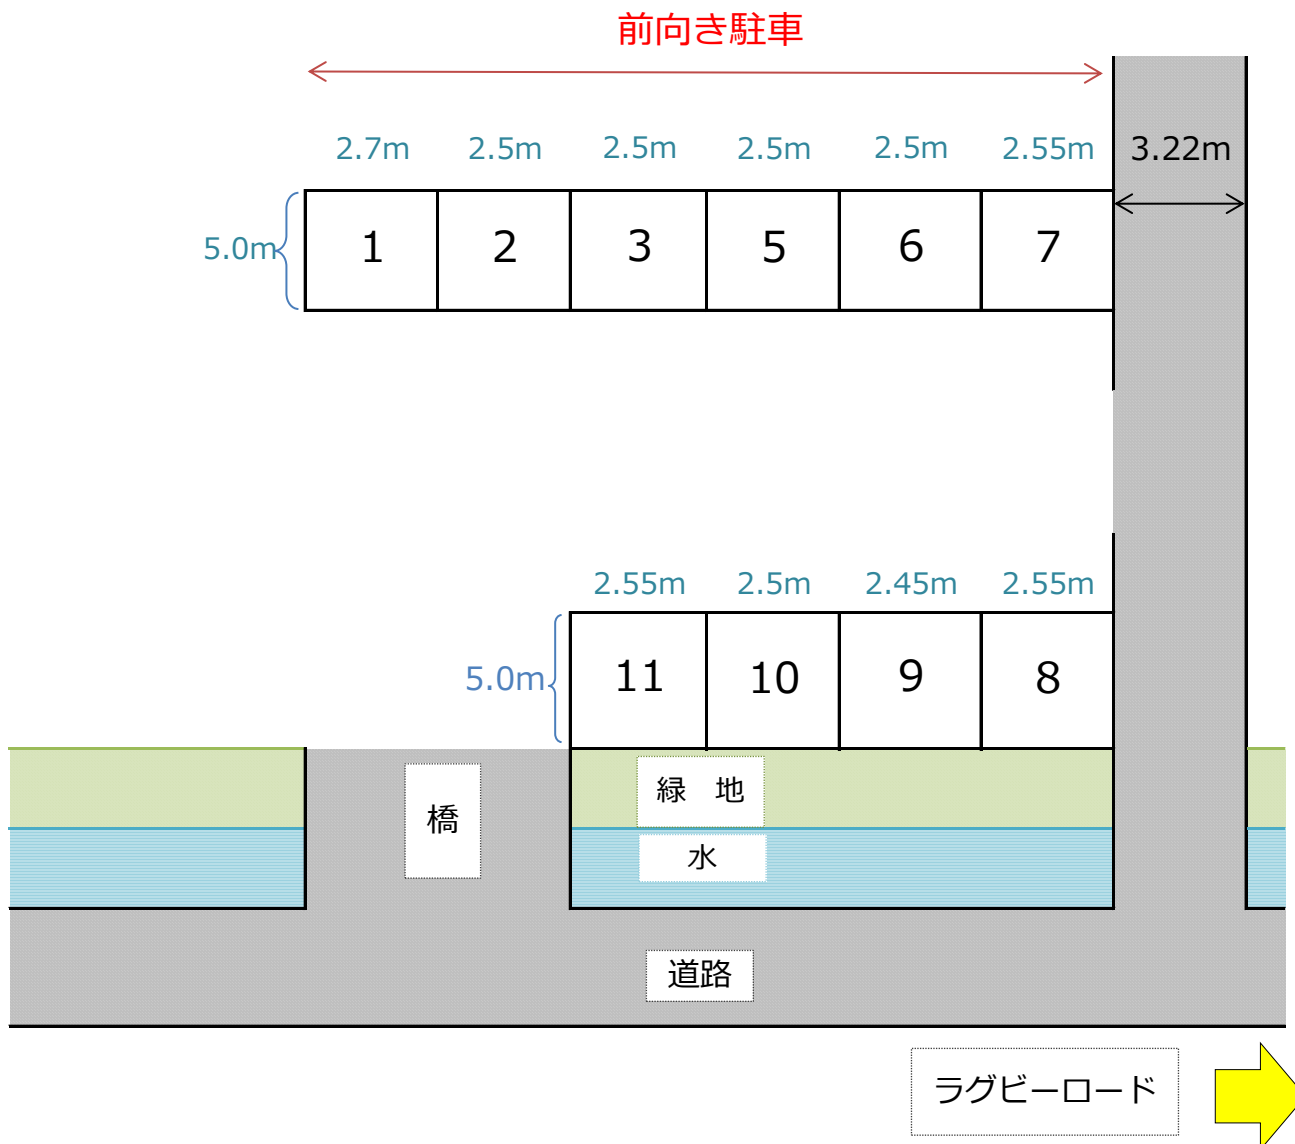 前向き駐車
2.7m 2.5m 2.5m 2.5m 2.5m 2.55m 3.22m
5.0m 1 2 3 5 6 7
2.55m 2.5m 2.45m 2.55m
5.0m 11 10 9 8
緑　地
橋
水
道路
ラグビーロード